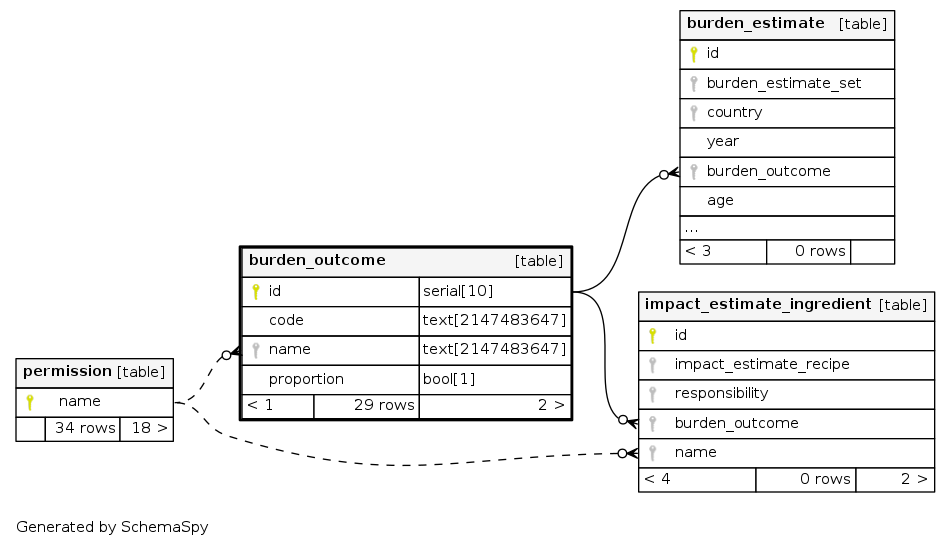 burden_estimate [table]
id
burden_estimate_set
country
year
burden_outcome
age
...
< 3 0 rows
burden_outcome [table]
id serial[10]
code text[2147483647]
name text[2147483647]
proportion bool[1]
< 1 29 rows 2 >
impact_estimate_ingredient [table]
id
impact_estimate_recipe
responsibility
burden_outcome
name
< 4 0 rows 2 >
permission [table]
name
34 rows 18 >
Generated by SchemaSpy